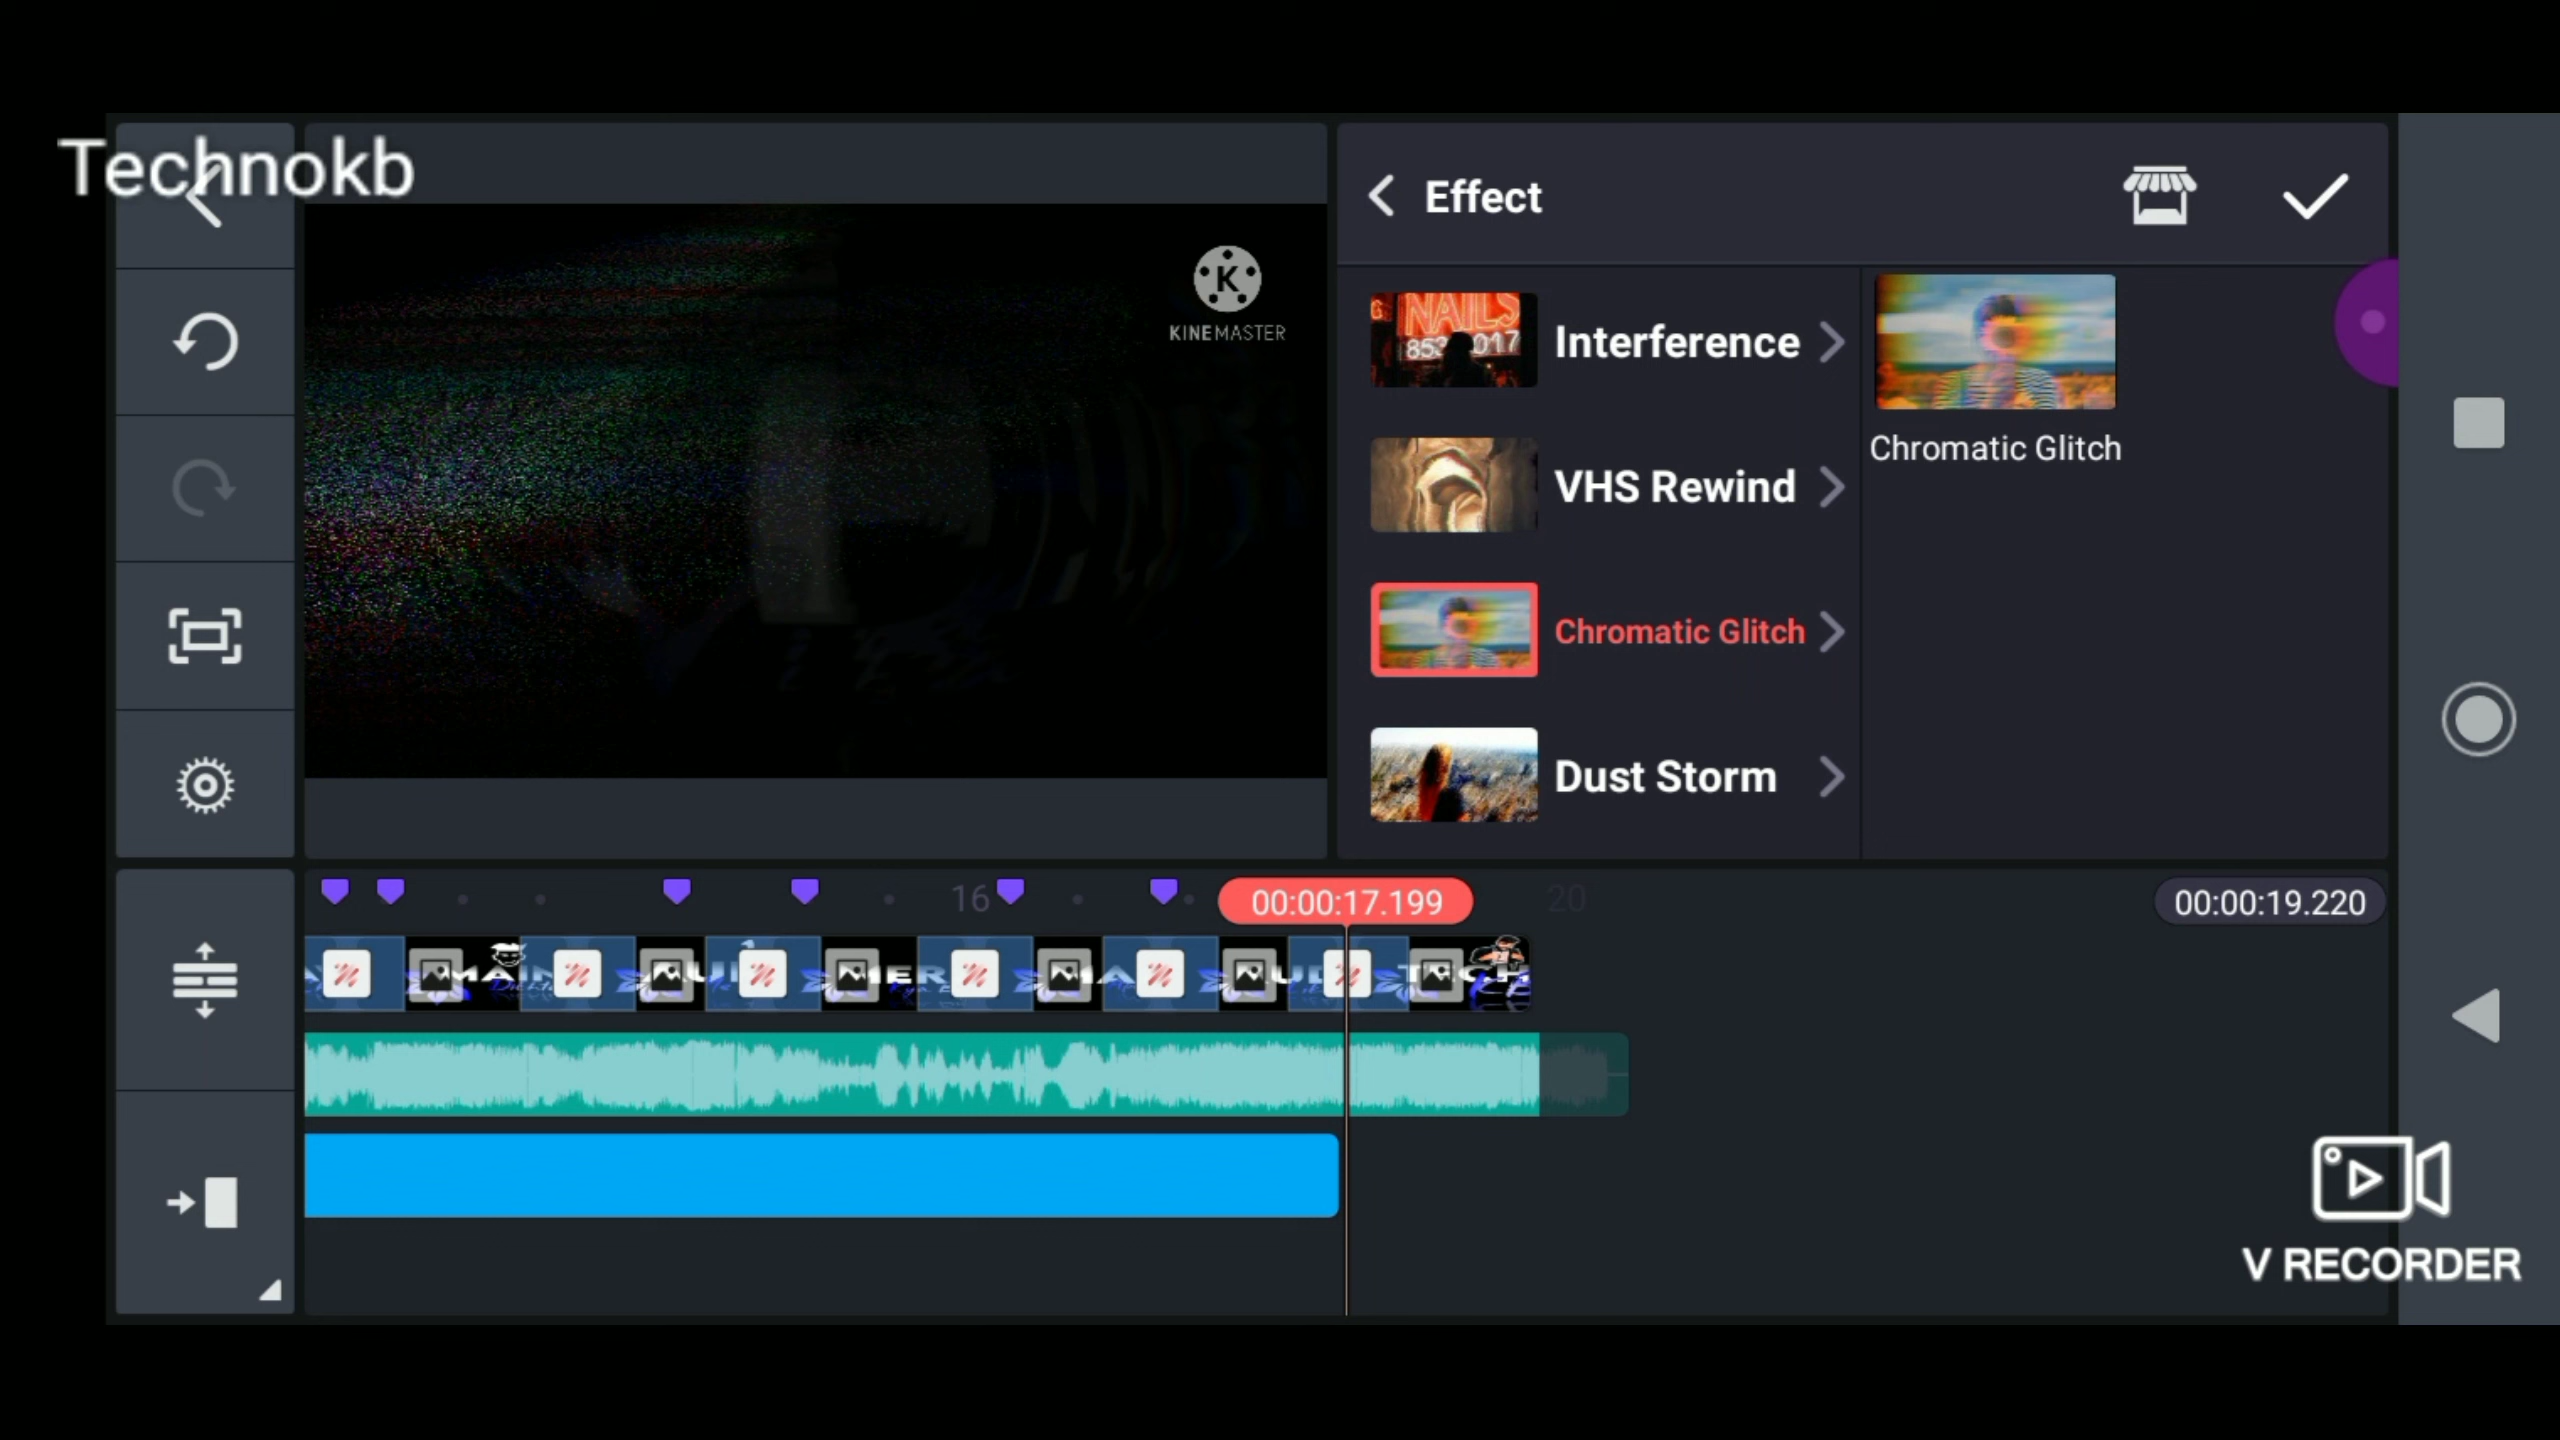 Technokb
Effect
KINEMASTER
NAILS
Interference
VHS Rewind
Chromatic Glitch
Dust Storm
Chromatic Glitch
16
00:00:17.199
20
00:00:19.220
V RECORDER